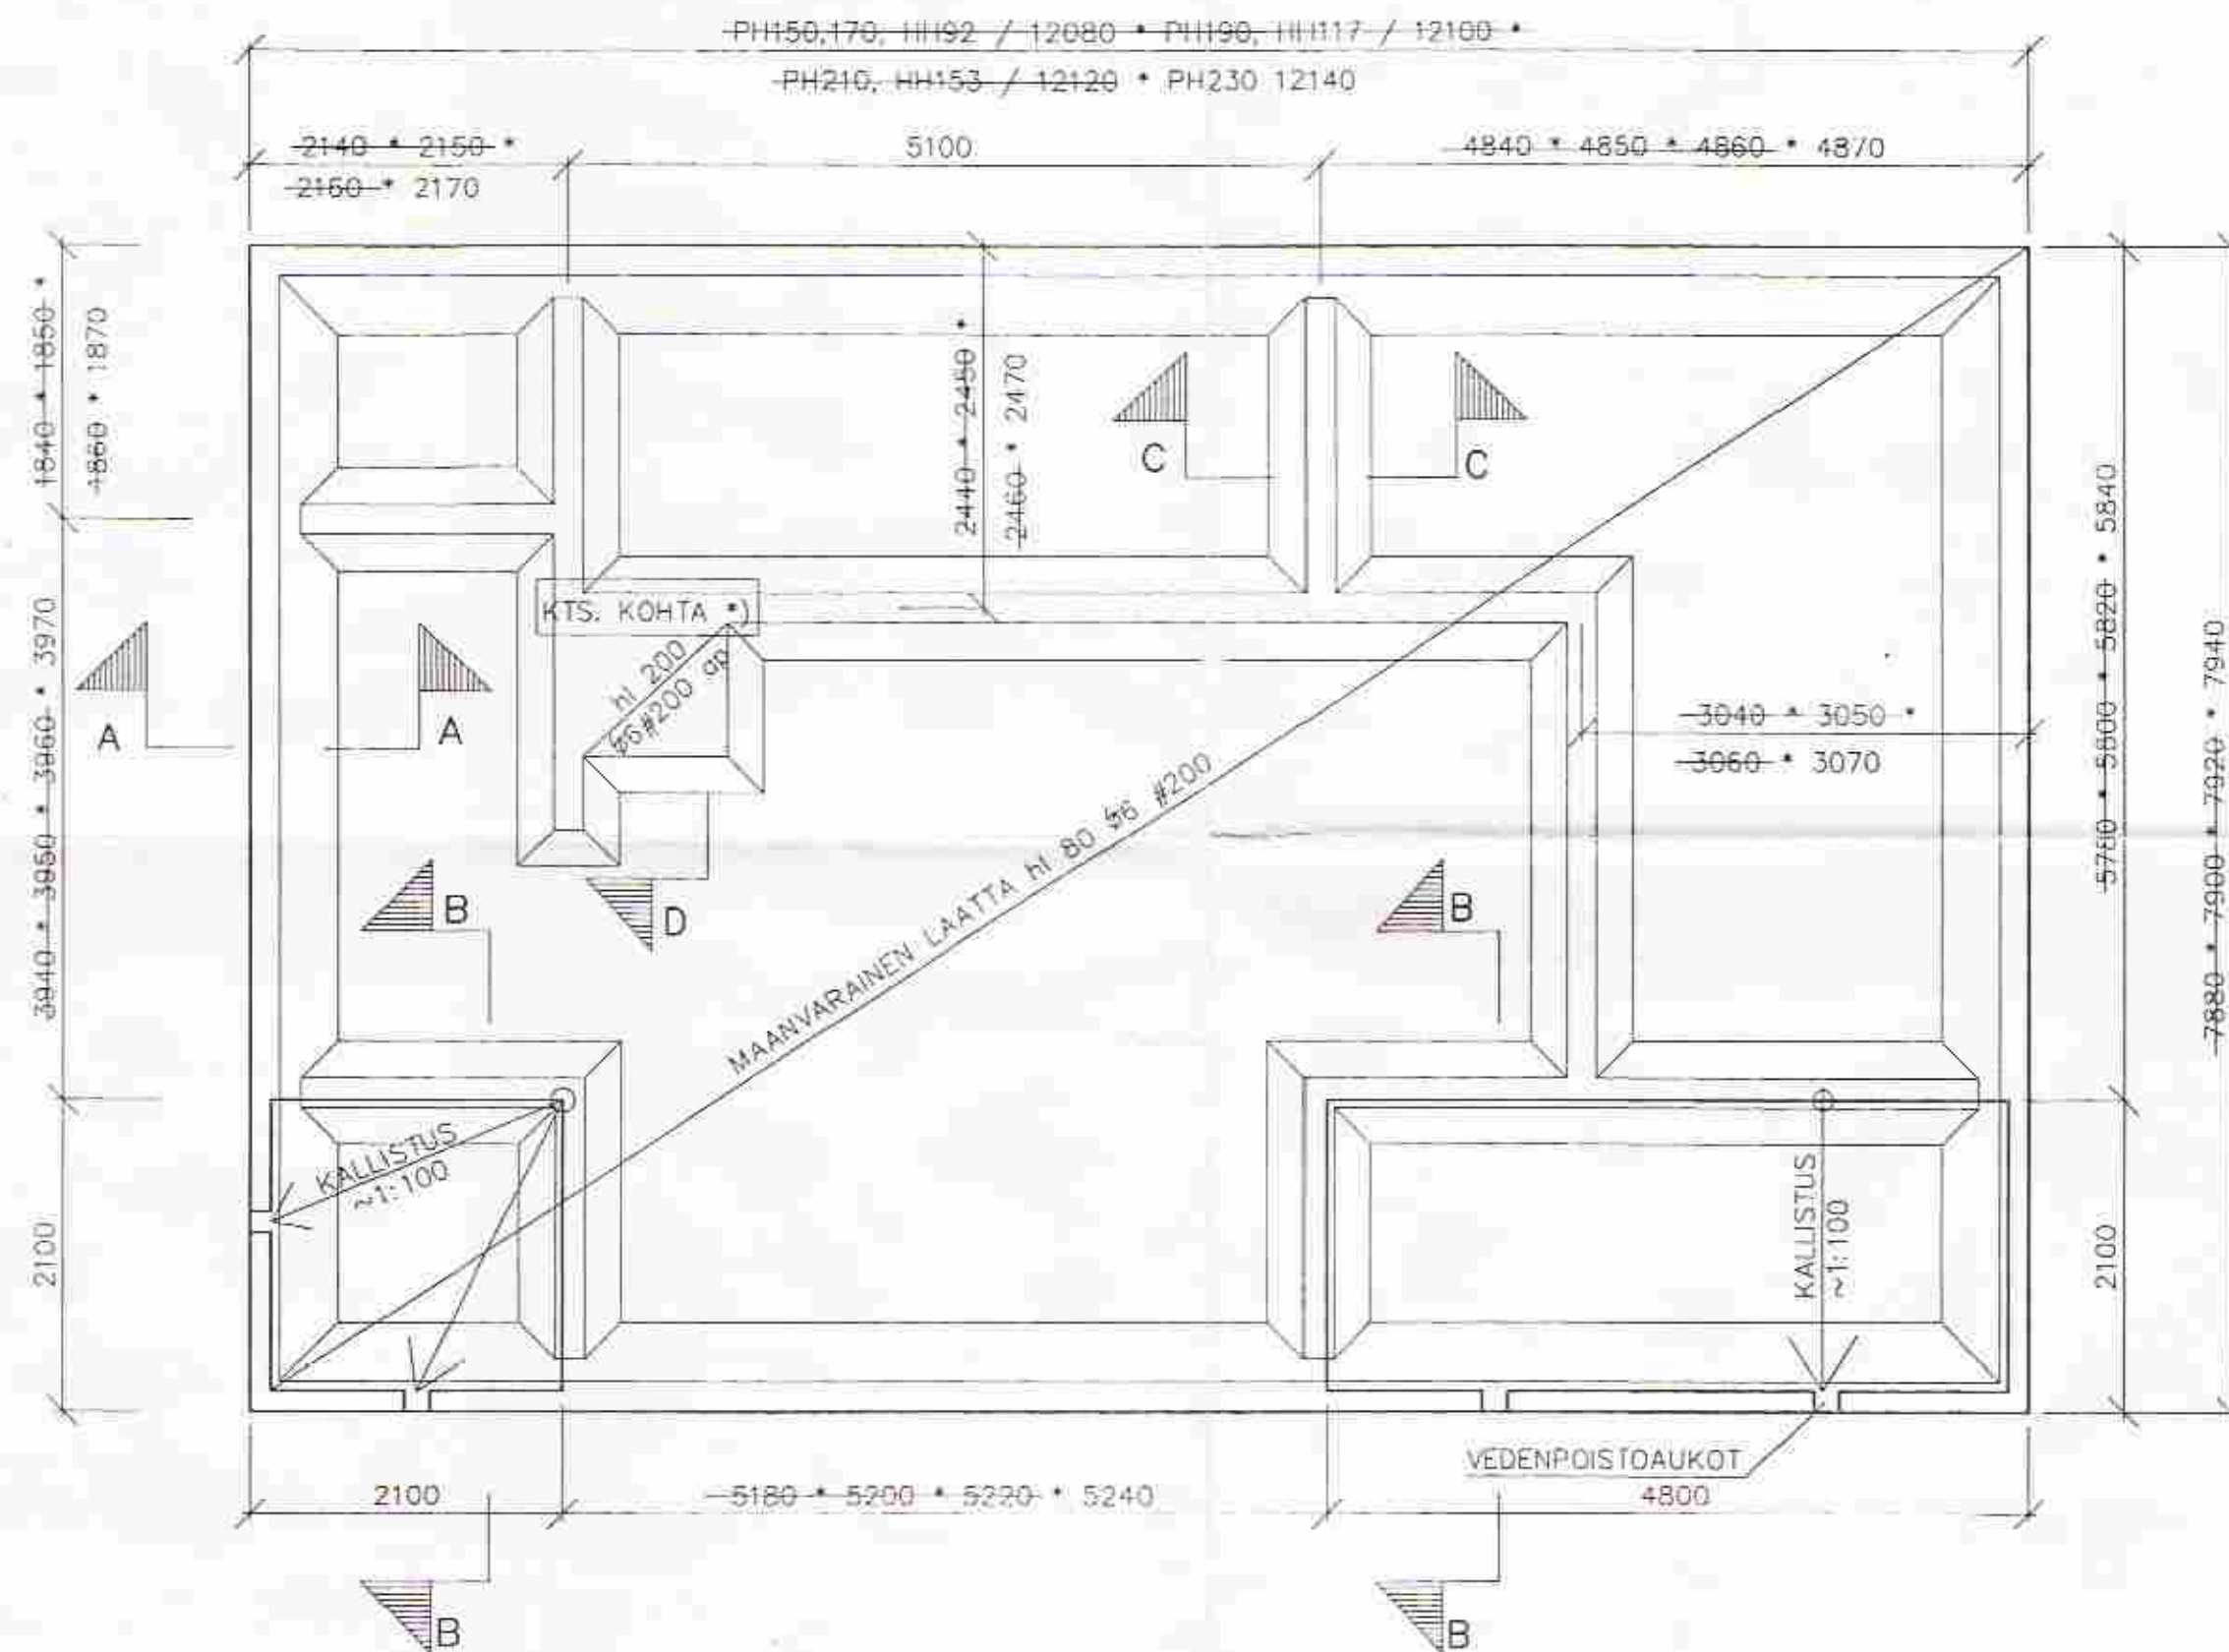 PH150,170, HH92 / 12080 * PH190, HH117 / 12100 *
PH210, HH153 / 12120 * PH230 12140
2140 * 2150 *
2160 * 2170
5100
4840 * 4850 * 4860 * 4870
1840 * 1850 *
1860 * 1870
3940 * 3950 * 3960 * 3970
2100
2440 * 2450 *
2460 * 2470
C
C
KTS. KOHTA *)
hl 200
ϕ6#200 ap
A
A
B
D
B
MAANVARAINEN LAATTA hl 80 ϕ6 #200
3040 * 3050 *
3060 * 3070
5780 * 5800 * 5820 * 5840
2100
7880 * 7900 * 7920 * 7940
KALLISTUS
~1:100
KALLISTUS
~1:100
VEDENPOISTOAUKOT
2100
5180 * 5200 * 5220 * 5240
4800
B
B